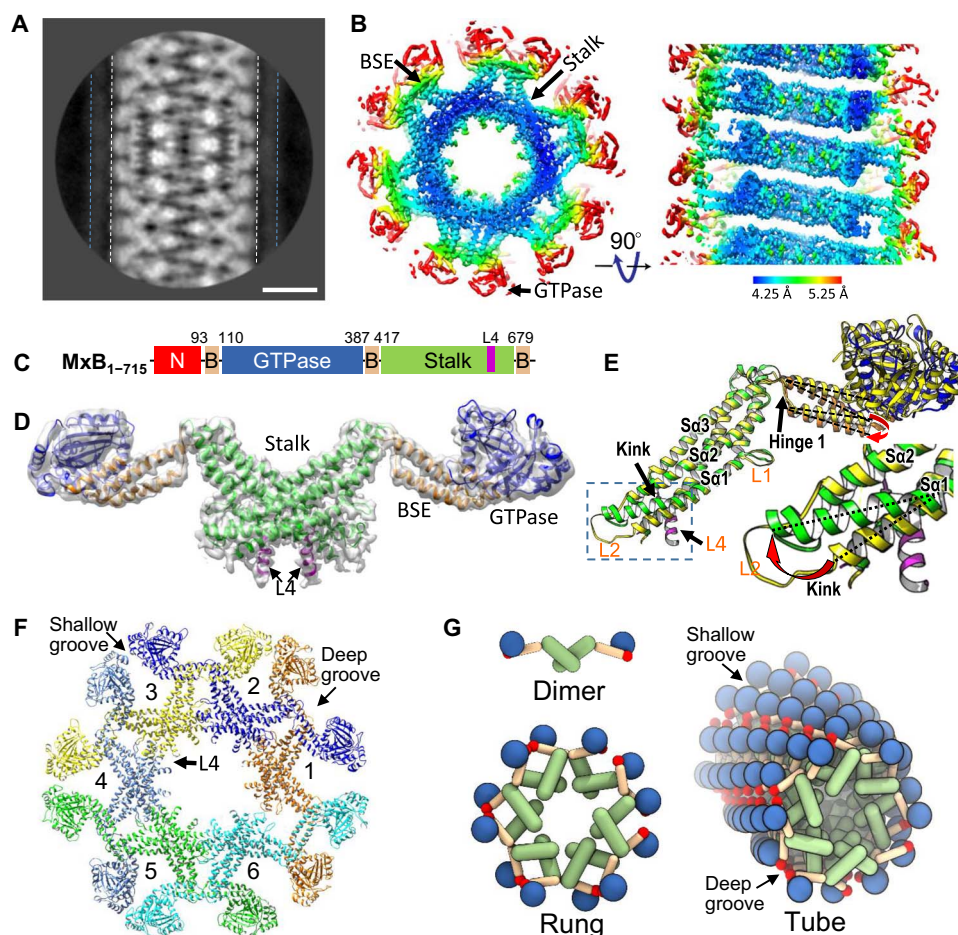 A
B
BSE
Stalk
90°
GTPase
4.25 Å 5.25 Å
C
93 110 387 417 L4 679
MxB1–715 N B GTPase B Stalk B
D
Stalk
BSE
GTPase
L4
E
Sα3
Sα2
Sα1
Hinge 1
Kink
L1
L2
L4
Sα2
Sα1
L2
Kink
F
Shallow
groove
Deep
groove
3
2
L4
1
4
5
6
G
Dimer
Rung
Shallow
groove
Deep
groove
Tube